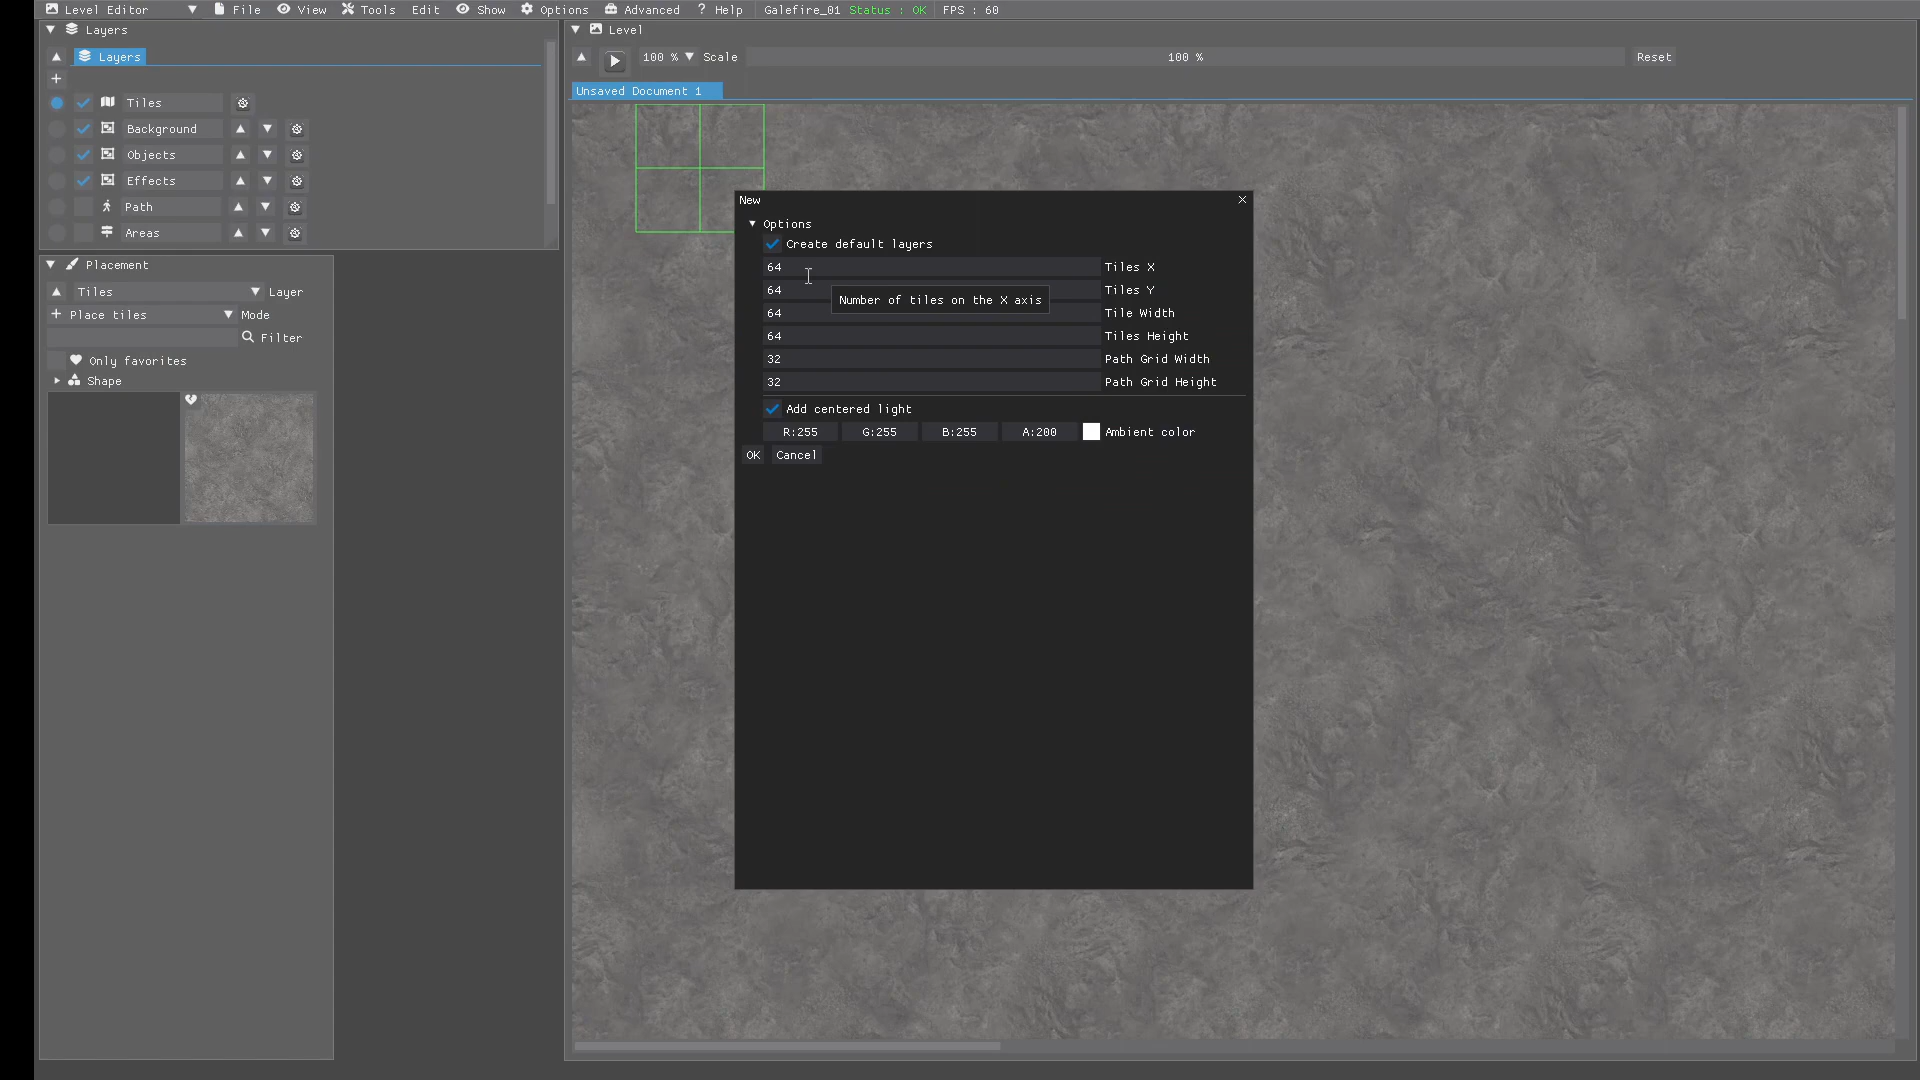 Level Editor ▼ File View Tools Edit Show Options Advanced ? Help Galefire_01 Status : OK FPS : 60
Layers
Layers
+
Tiles
Background
Objects
Effects
Path
Areas
Placement
Tiles Layer
+ Place tiles Mode
Filter
Only favorites
Shape
Level
100 % Scale 100 % Reset
Unsaved Document 1
New
Options
Create default layers
64 Tiles X
64 Tiles Y
Number of tiles on the X axis
64 Tile Width
64 Tiles Height
32 Path Grid Width
32 Path Grid Height
Add centered light
R:255 G:255 B:255 A:200 Ambient color
OK Cancel